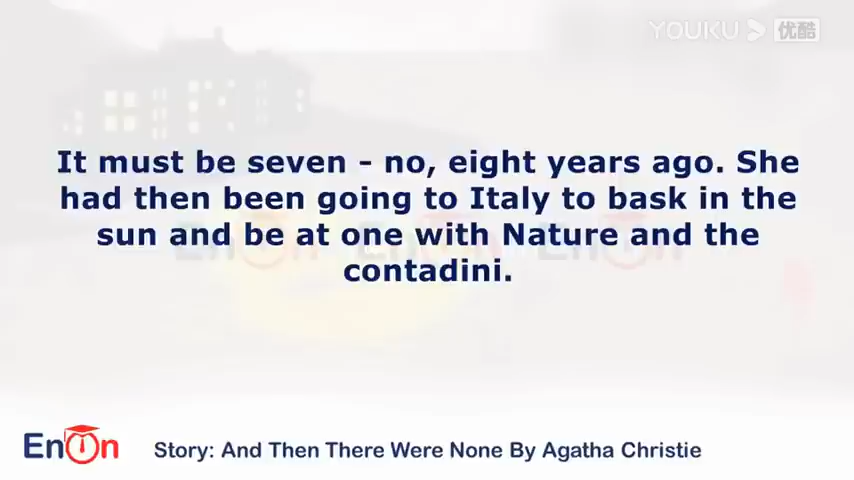 YOUKU 优酷
It must be seven - no, eight years ago. She
had then been going to Italy to bask in the
sun and be at one with Nature and the
contadini.
EnOn
Story: And Then There Were None By Agatha Christie